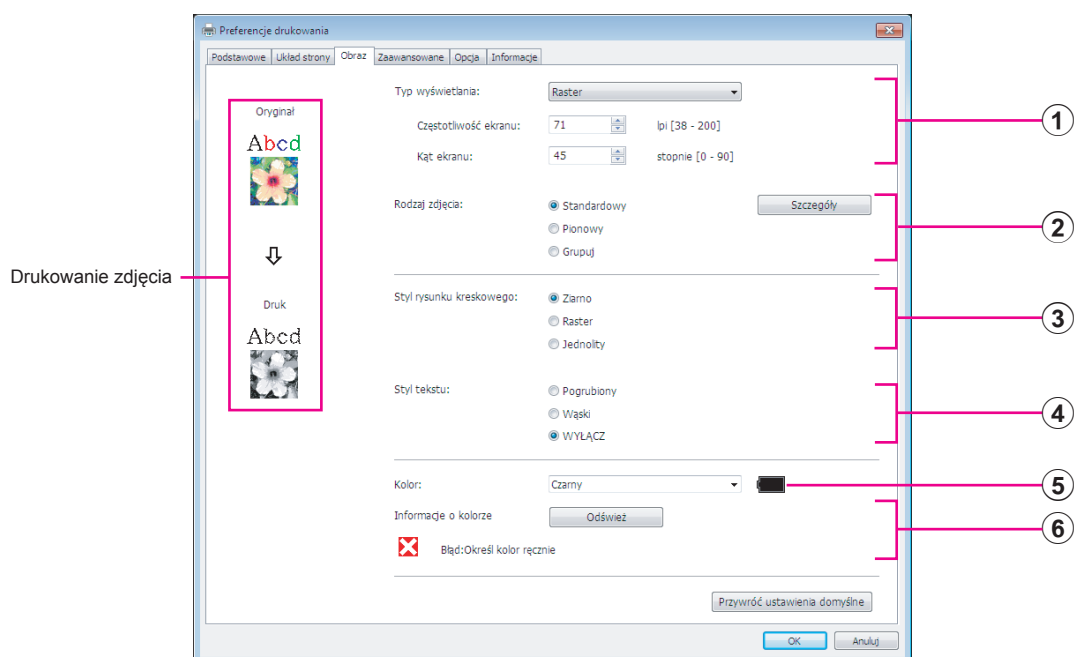 Preferencje drukowania
Podstawowe Układ strony Obraz Zaawansowane Opcja Informacje
Drukowanie zdjęcia
Oryginał
Abcd
Druk
Abcd
Typ wyświetlania: Raster
Częstotliwość ekranu: 71 lpi [38 - 200]
Kąt ekranu: 45 stopnie [0 - 90]
1
Rodzaj zdjęcia: Standardowy Szczegóły
Pionowy
Grupuj
2
Styl rysunku kreskowego: Ziarno
Raster
Jednolity
3
Styl tekstu: Pogrubiony
Wąski
WYŁĄCZ
4
Kolor: Czarny
5
Informacje o kolorze Odśwież
Błąd:Określ kolor ręcznie
6
Przywróć ustawienia domyślne
OK Anuluj